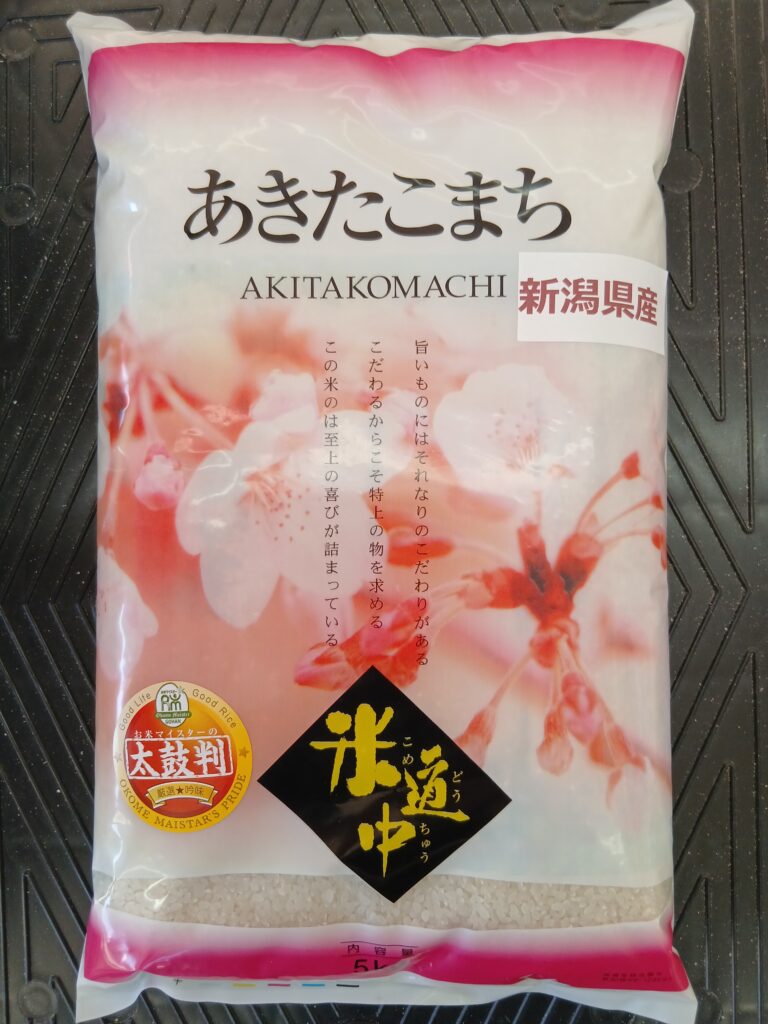 あきたこまち
AKITAKOMACHI
新潟県産
旨いものにはそれなりのこだわりがある
こだわるからこそ特上の物を求める
この米のは至上の喜びが詰まっている
Good Life Good Rice
Okome Maister
GOHAN
お米マイスターの
太鼓判
厳選★吟味
OKOME MAISTAR'S PRIDE
米道中
こめどうちゅう
内容量
5k